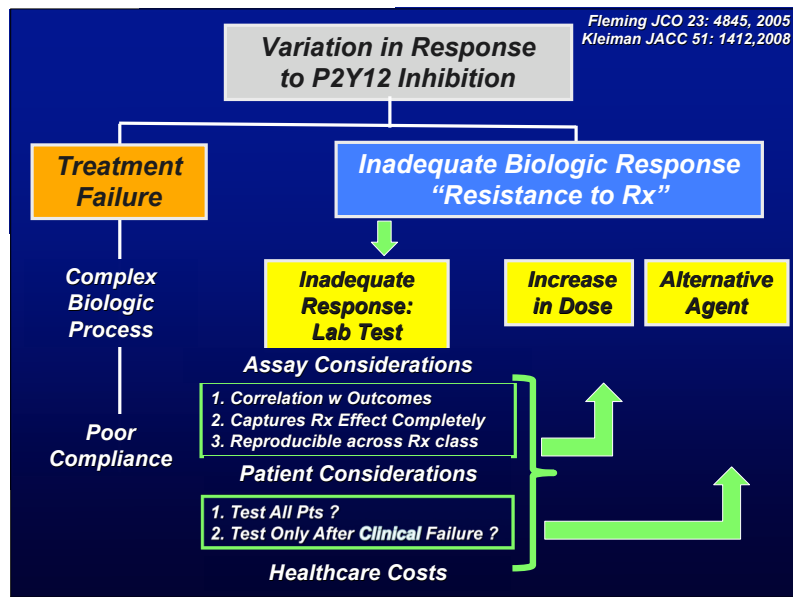 Fleming JCO 23: 4845, 2005
Kleiman JACC 51: 1412,2008
Variation in Response
to P2Y12 Inhibition
Treatment
Failure
Inadequate Biologic Response
“Resistance to Rx”
Complex
Biologic
Process
Poor
Compliance
Inadequate
Response:
Lab Test
Increase
in Dose
Alternative
Agent
Assay Considerations
1. Correlation w Outcomes
2. Captures Rx Effect Completely
3. Reproducible across Rx class
Patient Considerations
1. Test All Pts ?
2. Test Only After Clinical Failure ?
Healthcare Costs